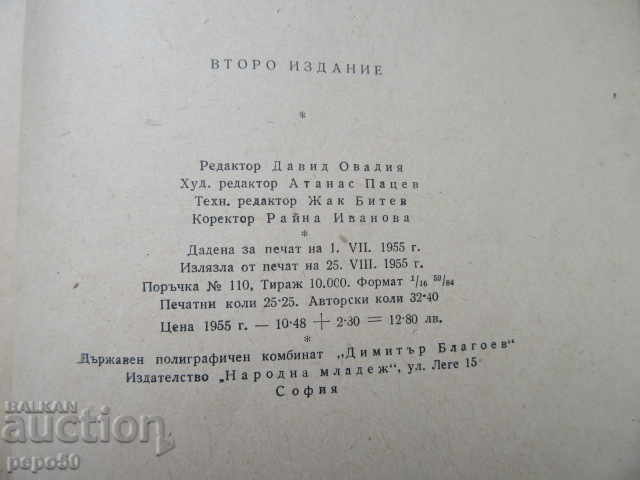 ВТОРО ИЗДАНИЕ
*
Редактор Давид Овадия
Худ. редактор Атанас Пацев
Техн. редактор Жак Битев
Коректор Райна Иванова
*
Дадена за печат на 1. VII. 1955 г.
Излязла от печат на 25. VIII. 1955 г.
Поръчка № 110, Тираж 10.000. Формат 1/16 59/84
Печатни коли 25·25. Авторски коли 32·40
Цена 1955 г. — 10·48 + 2·30 = 12·80 лв.
*
Държавен полиграфичен комбинат „Димитър Благоев“
Издателство „Народна младеж“, ул. Леге 15
София
BALKAN
auction
pepo50